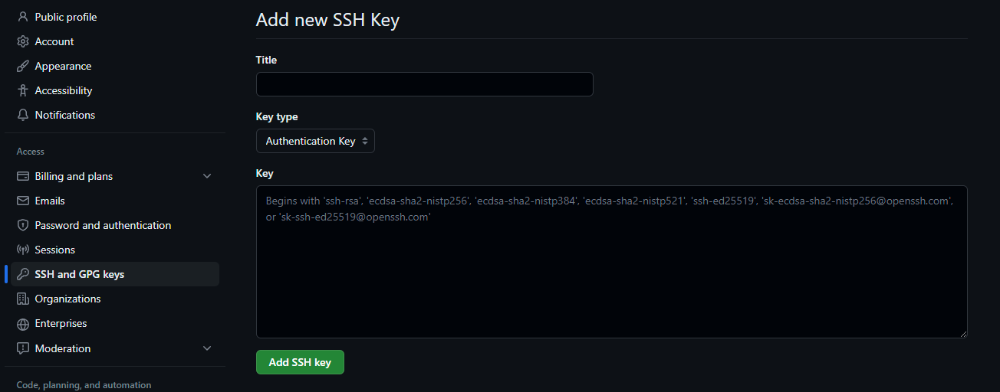 Public profile
Account
Appearance
Accessibility
Notifications
Access
Billing and plans
Emails
Password and authentication
Sessions
SSH and GPG keys
Organizations
Enterprises
Moderation
Code, planning, and automation
Add new SSH Key
Title
Key type
Authentication Key
Key
Begins with 'ssh-rsa', 'ecdsa-sha2-nistp256', 'ecdsa-sha2-nistp384', 'ecdsa-sha2-nistp521', 'ssh-ed25519', 'sk-ecdsa-sha2-nistp256@openssh.com',
or 'sk-ssh-ed25519@openssh.com'
Add SSH key